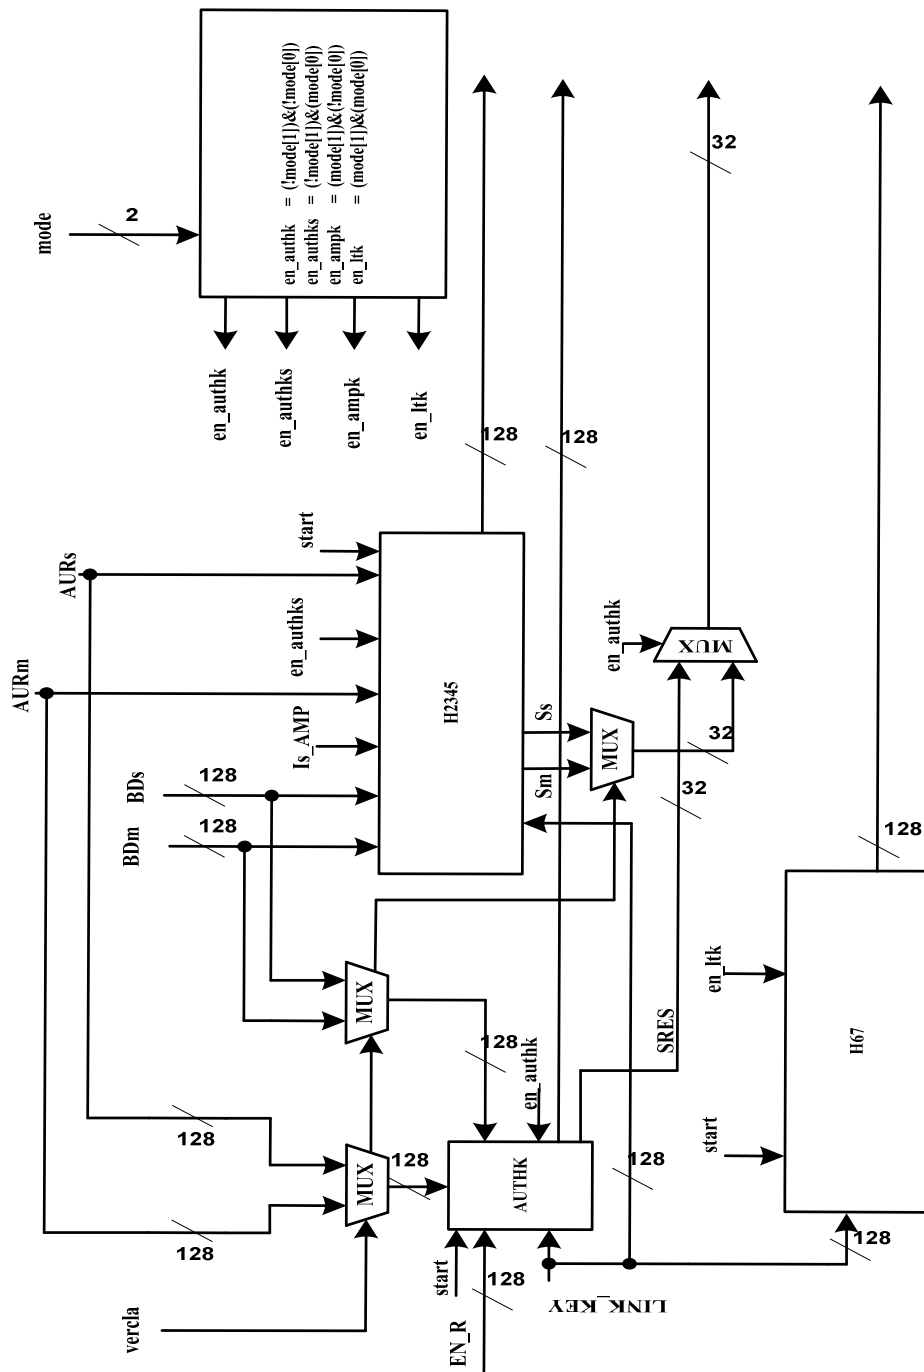 mode
2
en_authk = (!mode[1])&(!mode[0])
en_authks = (!mode[1])&(mode[0])
en_ampk = (mode[1])&(!mode[0])
en_ltk = (mode[1])&(mode[0])
en_authk
en_authks
en_ampk
en_ltk
128
128
32
AURs
start
AURm
en_authks
Is_AMP
BDs
128
BDm
128
H2345
Ss
Sm
MUX
en_authk
MUX
32
32
128
MUX
128
en_authk
SRES
en_ltk
H67
start
128
128
MUX
128
128
AUTHK
128
vercla
start
EN_R
128
LINK_KEY
128